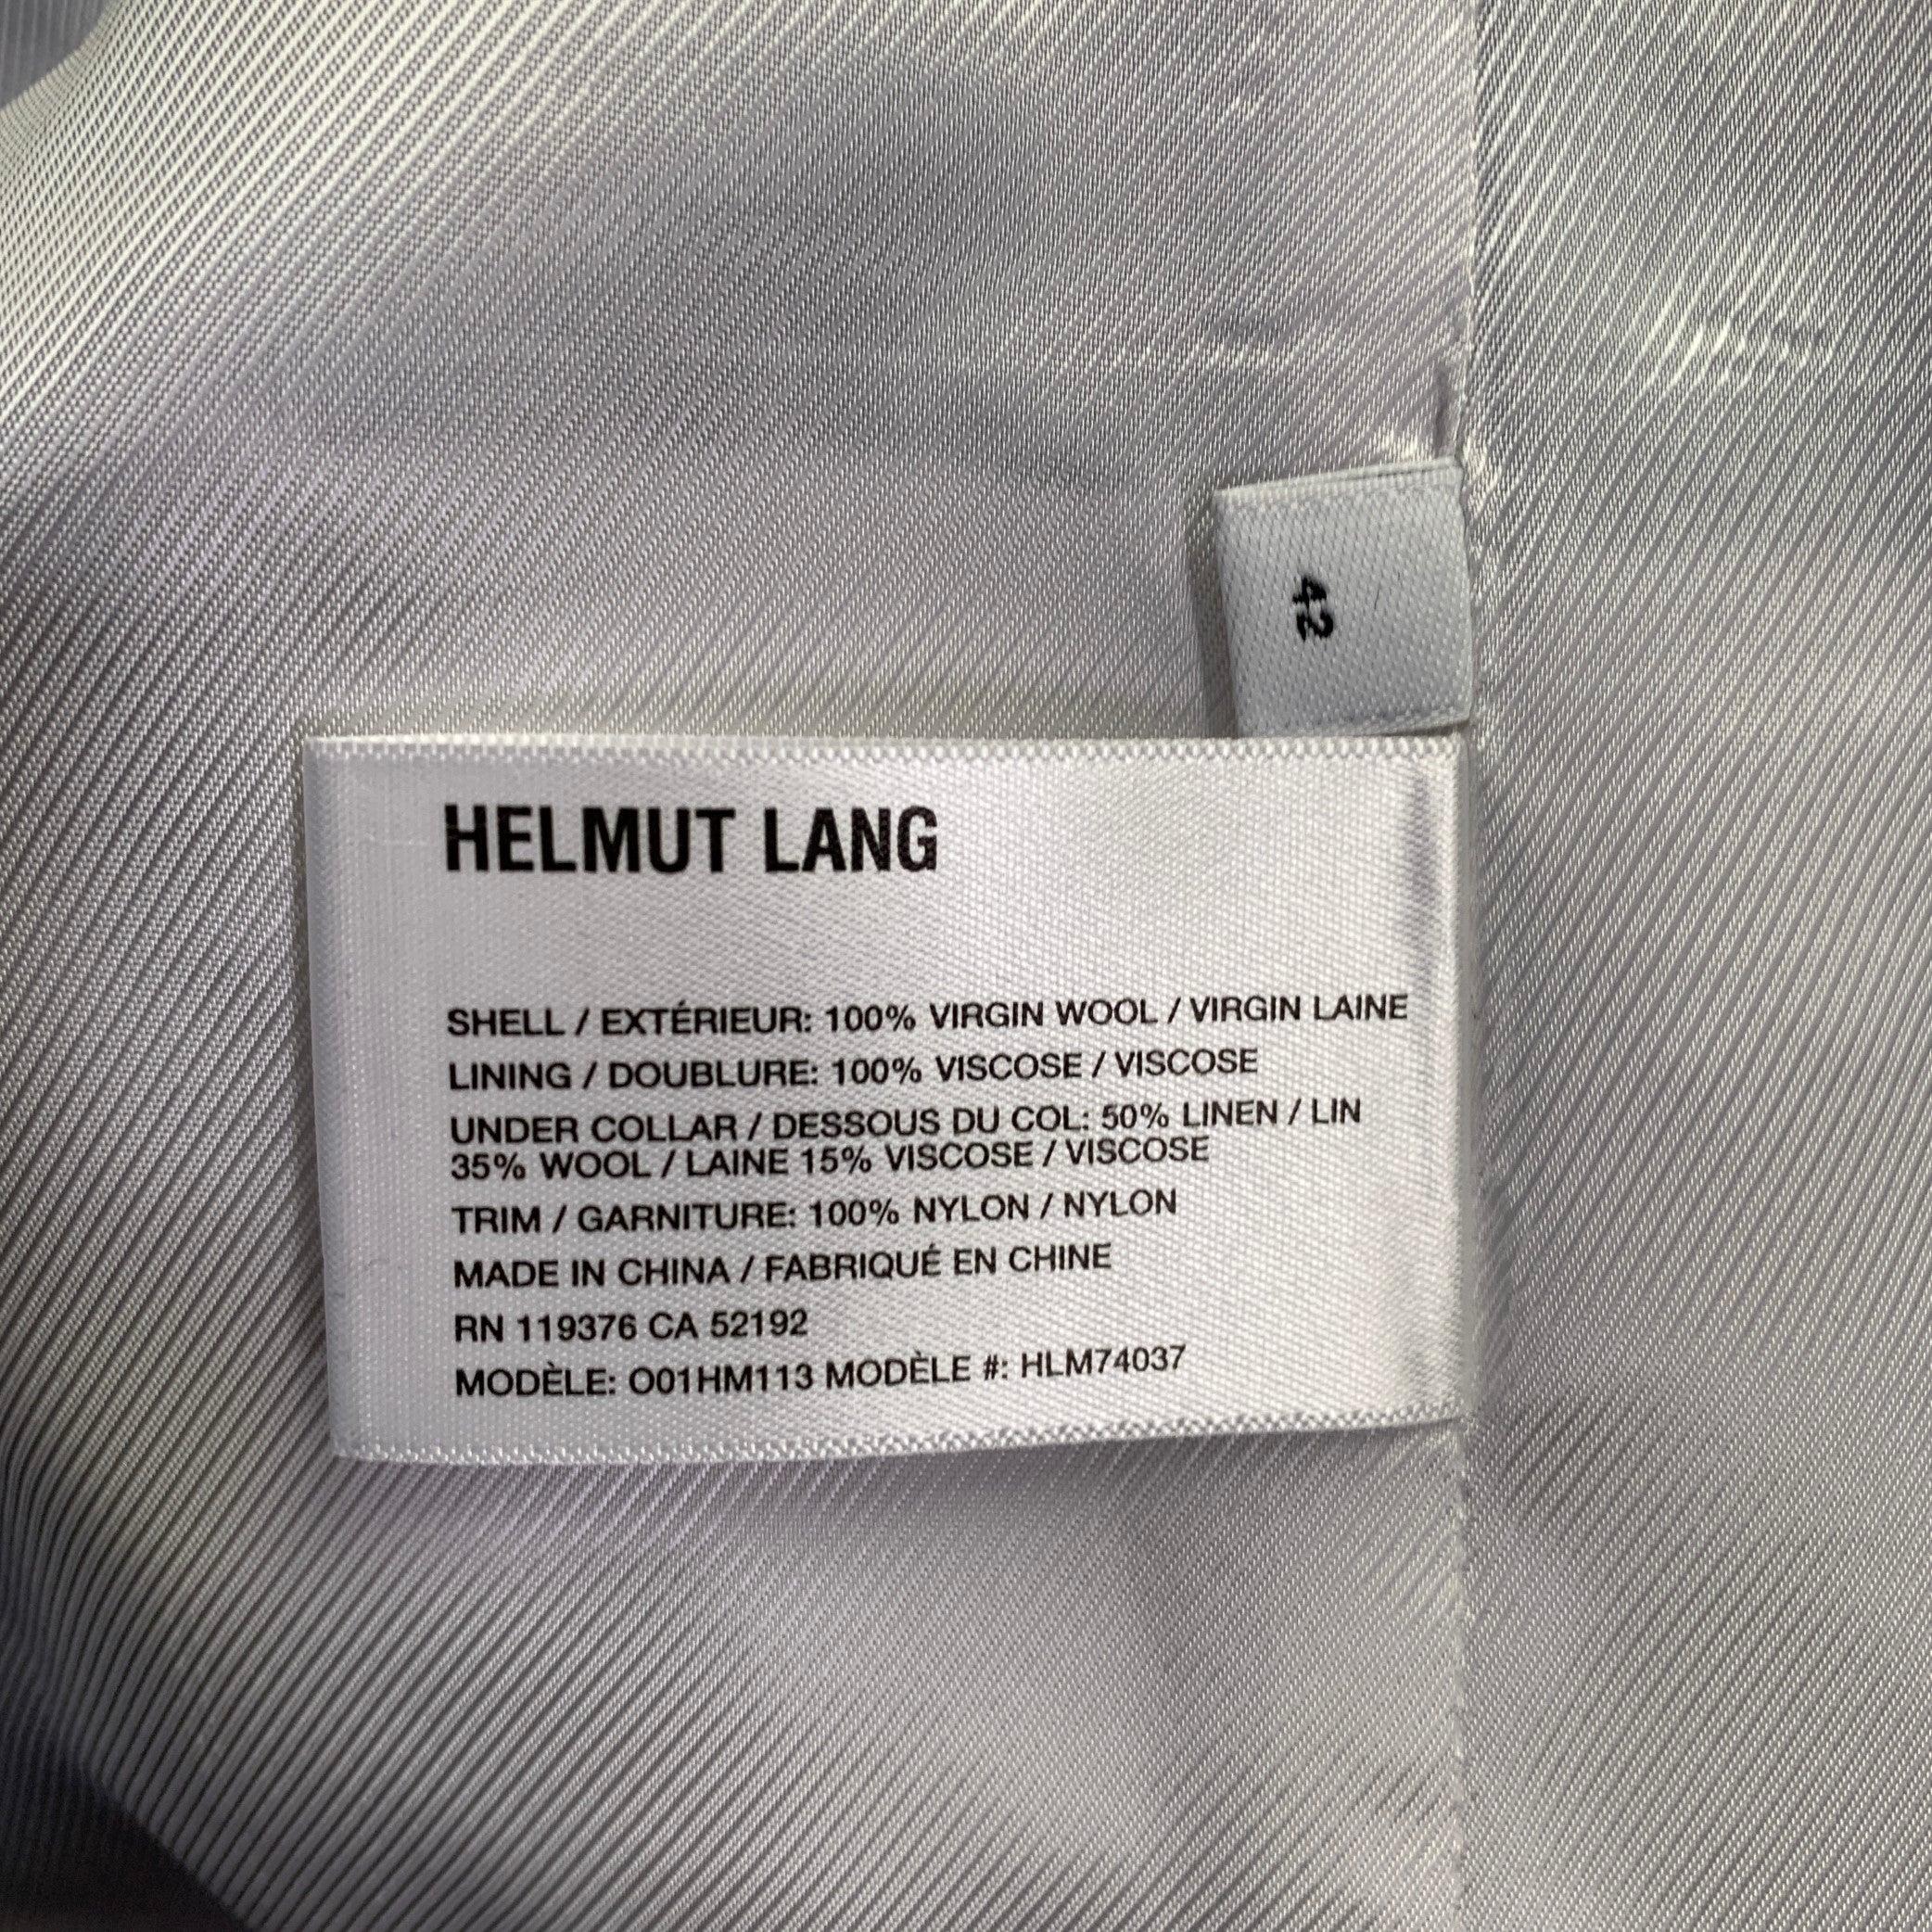 42
HELMUT LANG
SHELL / EXTÉRIEUR: 100% VIRGIN WOOL / VIRGIN LAINE
LINING / DOUBLURE: 100% VISCOSE / VISCOSE
UNDER COLLAR / DESSOUS DU COL: 50% LINEN / LIN
35% WOOL / LAINE 15% VISCOSE / VISCOSE
TRIM / GARNITURE: 100% NYLON / NYLON
MADE IN CHINA / FABRIQUÉ EN CHINE
RN 119376 CA 52192
MODÈLE: O01HM113 MODÈLE #: HLM74037